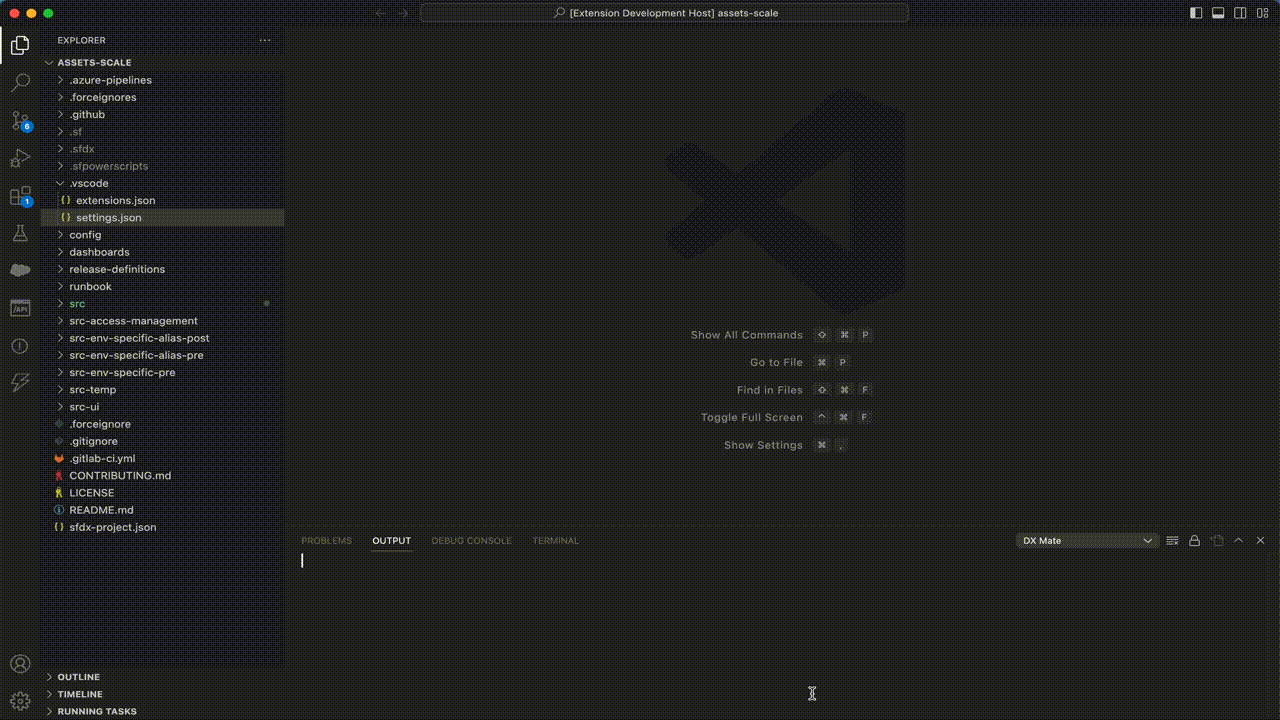 [Extension Development Host] assets-scale
EXPLORER
ASSETS-SCALE
.azure-pipelines
.forceignores
.github
.sf
.sfdx
.sfpowerscripts
.vscode
extensions.json
settings.json
config
dashboards
release-definitions
runbook
src
src-access-management
src-env-specific-alias-post
src-env-specific-alias-pre
src-env-specific-pre
src-temp
src-ui
.forceignore
.gitignore
.gitlab-ci.yml
CONTRIBUTING.md
LICENSE
README.md
sfdx-project.json
OUTLINE
TIMELINE
RUNNING TASKS
6
1
/API
Show All Commands ⇧ ⌘ P
Go to File ⌘ P
Find in Files ⇧ ⌘ F
Toggle Full Screen ^ ⌘ F
Show Settings ⌘ ,
PROBLEMS OUTPUT DEBUG CONSOLE TERMINAL DX Mate